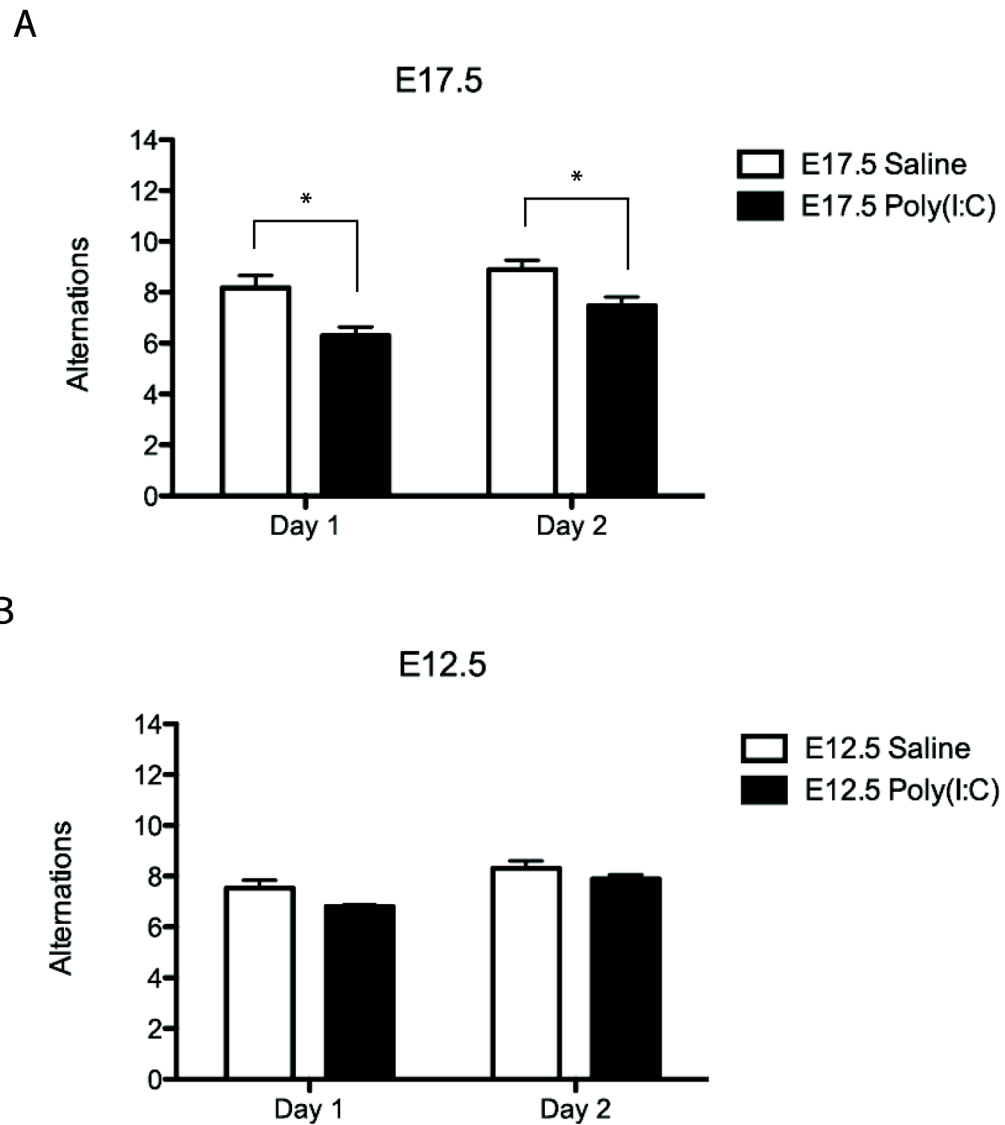 A
E17.5
14
12
10
8
6
4
2
0
Alternations
*
*
Day 1
Day 2
E17.5 Saline
E17.5 Poly(I:C)
B
E12.5
14
12
10
8
6
4
2
0
Alternations
Day 1
Day 2
E12.5 Saline
E12.5 Poly(I:C)